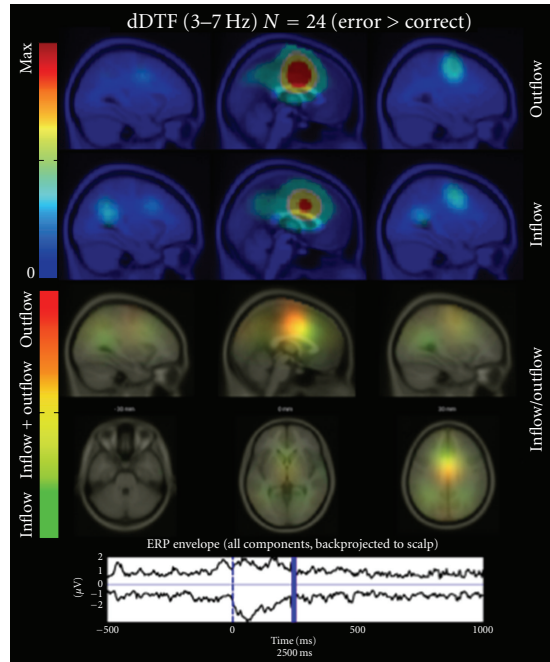 dDTF (3–7 Hz) N = 24 (error > correct)
Max
0
Outflow
Inflow
Outflow
Inflow + outflow
Inflow
Inflow/outflow
-30 mm
0 mm
30 mm
ERP envelope (all components, backprojected to scalp)
(μV)
2
1
0
−1
−2
−500
0
500
1000
Time (ms)
2500 ms